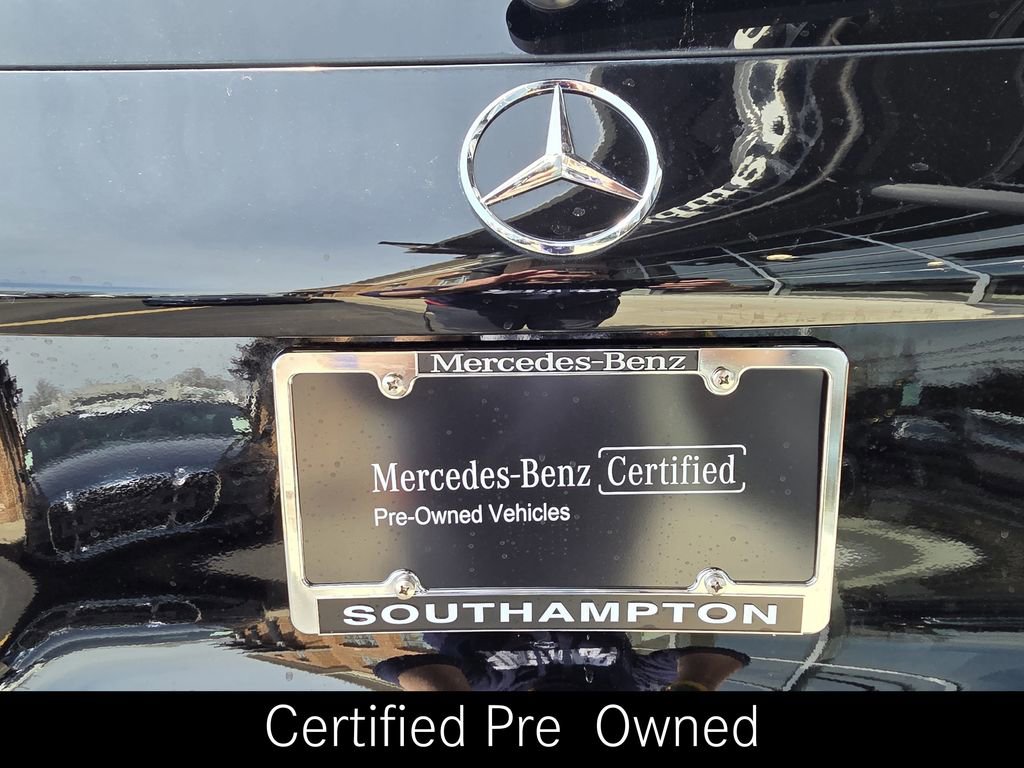 Mercedes-Benz
Mercedes-Benz Certified
Pre-Owned Vehicles
SOUTHAMPTON
Certified Pre Owned